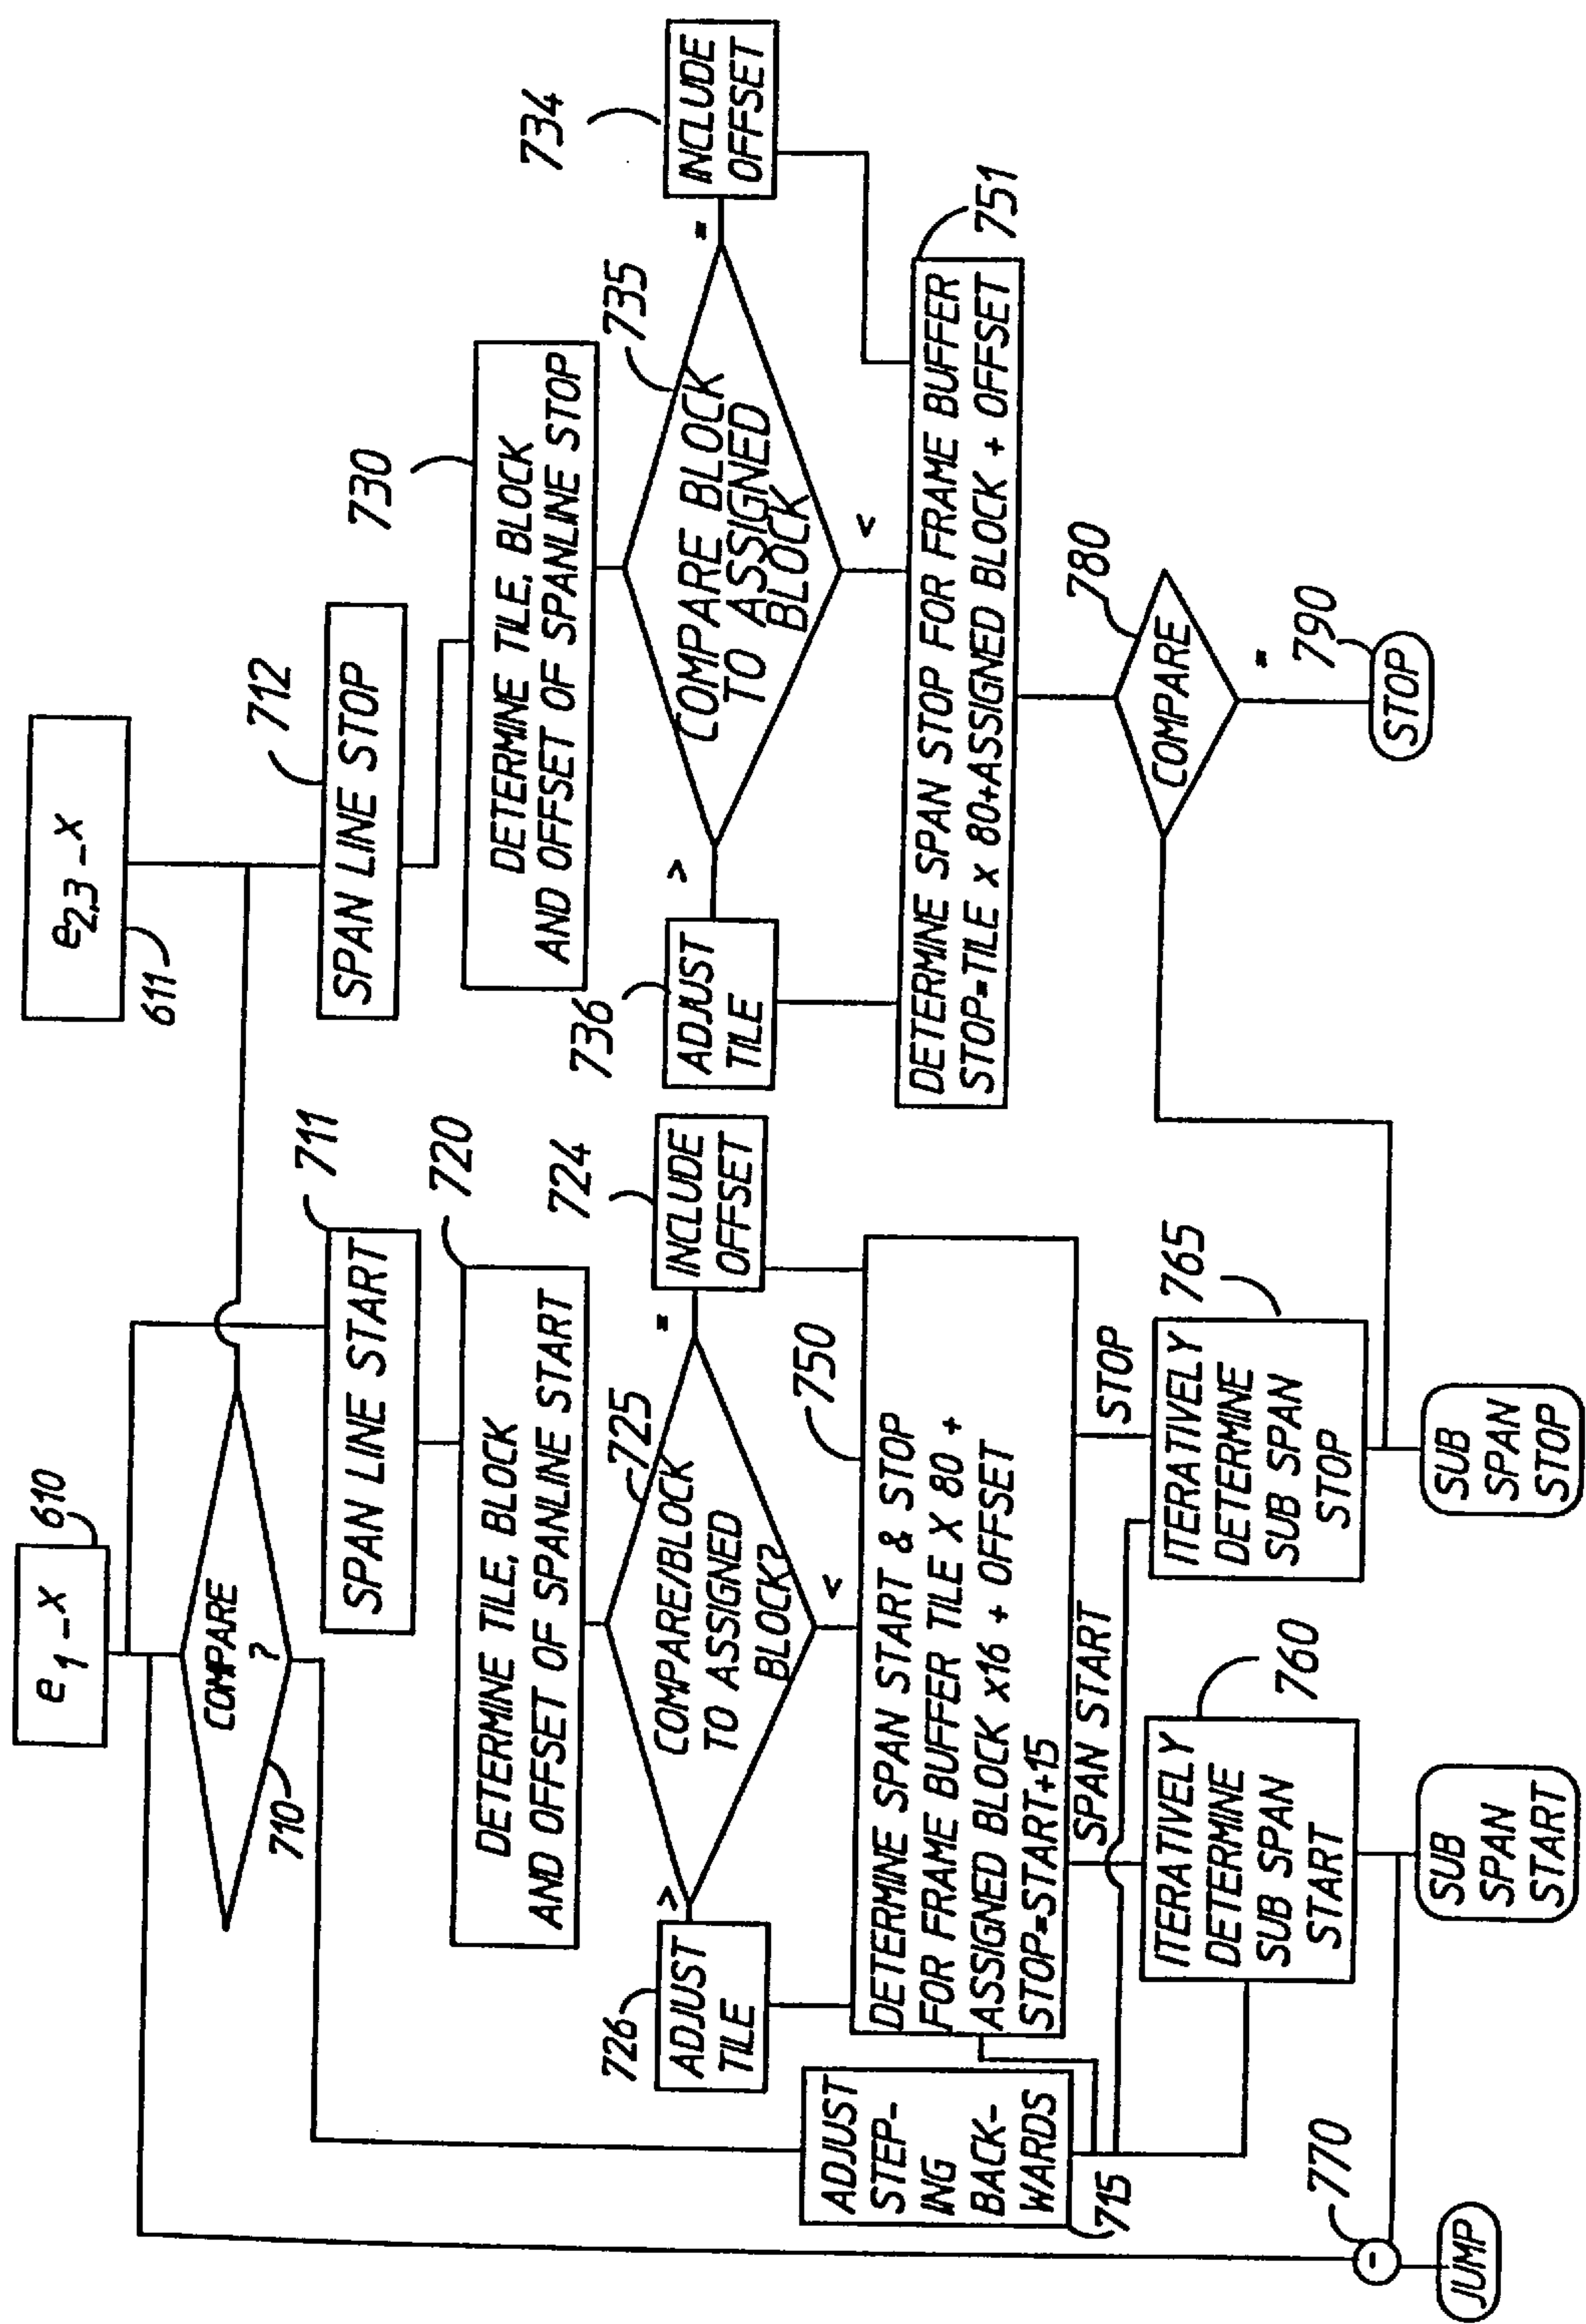 e1-x
610
e2,3-x
611
COMPARE
?
710
711
SPAN LINE START
712
SPAN LINE STOP
720
DETERMINE TILE, BLOCK
AND OFFSET OF SPANLINE START
730
DETERMINE TILE, BLOCK
AND OFFSET OF SPANLINE STOP
725
COMPARE/BLOCK
TO ASSIGNED
BLOCK?
>
=
<
726
ADJUST
TILE
724
INCLUDE
OFFSET
735
COMPARE BLOCK
TO ASSIGNED
BLOCK
>
=
<
736
ADJUST
TILE
734
INCLUDE
OFFSET
750
DETERMINE SPAN START & STOP
FOR FRAME BUFFER TILE X 80 +
ASSIGNED BLOCK x16 + OFFSET
STOP=START+15
751
DETERMINE SPAN STOP FOR FRAME BUFFER
STOP=TILE X 80+ASSIGNED BLOCK + OFFSET
ADJUST
STEP-
ING
BACK-
WARDS
715
SPAN START
STOP
ITERATIVELY
DETERMINE
SUB SPAN
START
760
ITERATIVELY
DETERMINE
SUB SPAN
STOP
765
780
COMPARE
=
790
STOP
770
-
JUMP
SUB
SPAN
START
SUB
SPAN
STOP